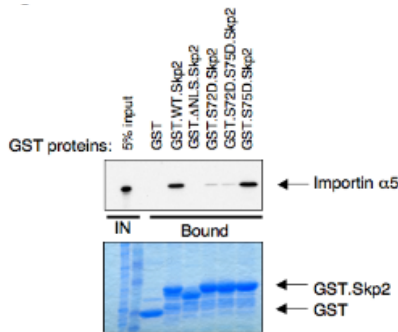 GST proteins:
5% input
GST
GST.WT.Skp2
GST.ΔNLS.Skp2
GST.S72D.Skp2
GST.S72D.S75D.Skp2
GST.S75D.Skp2
Importin α5
IN
Bound
GST.Skp2
GST